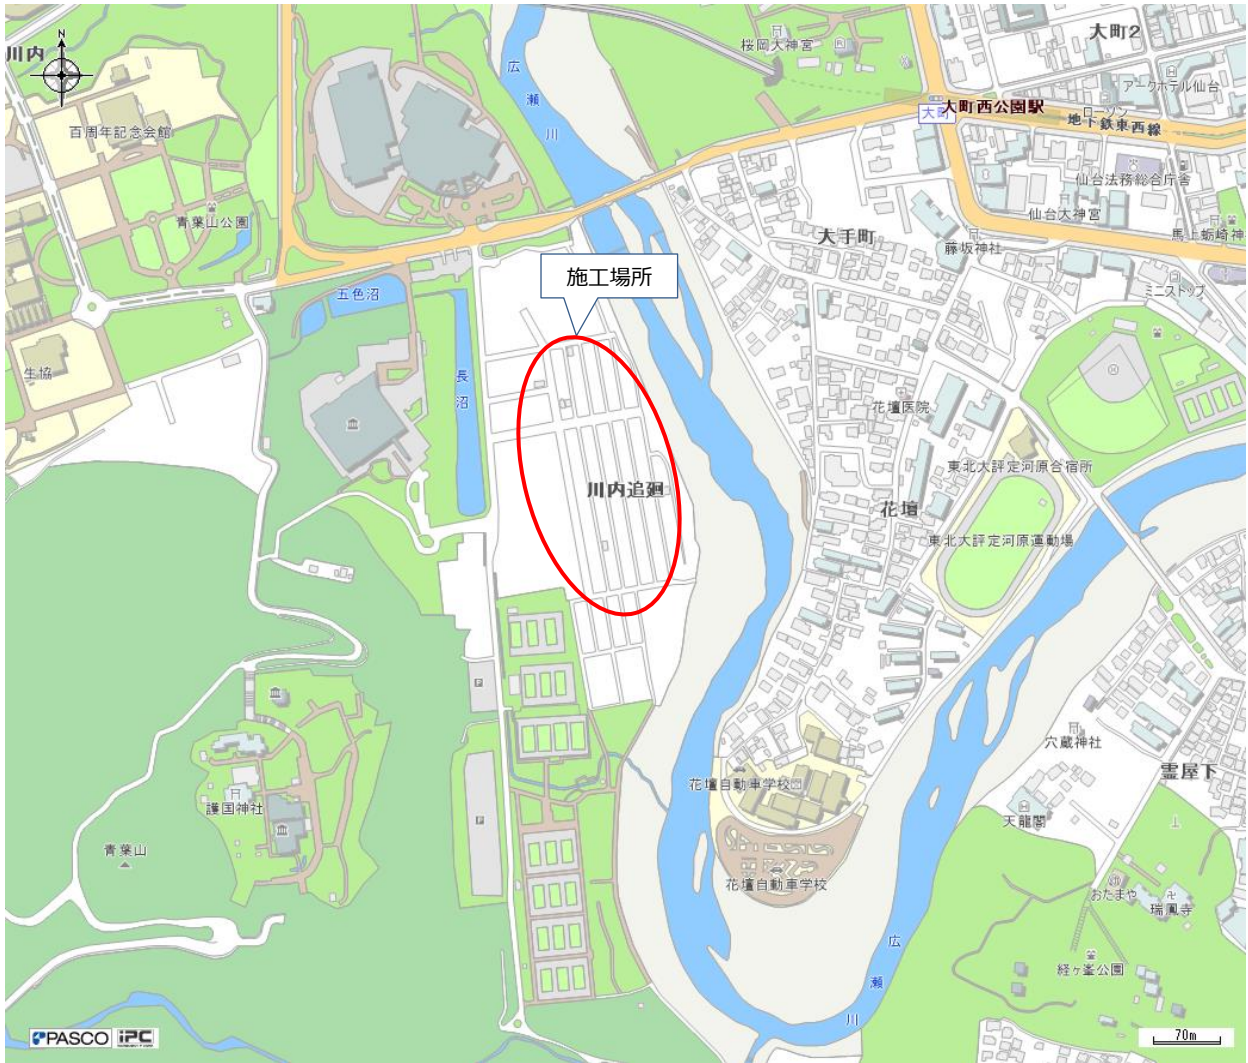 N
川内
百周年記念会館
青葉山公園
五色沼
生協
長沼
広瀬川
桜岡大神宮
大町2
アークホテル仙台
大町
大町西公園駅
ローソン
地下鉄東西線
仙台法務総合庁舎
仙台大神宮
馬上蛎崎神
大手町
藤坂神社
ミニストップ
施工場所
川内追廻
花壇医院
花壇
東北大評定河原合宿所
東北大評定河原運動場
P
P
護国神社
青葉山
花壇自動車学校
花壇自動車学校
穴蔵神社
霊屋下
天龍閣
おたまや
瑞鳳寺
経ヶ峯公園
広瀬川
PASCO iPC
70m